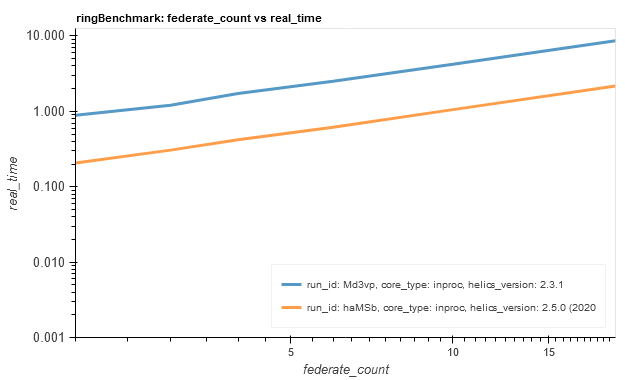 ringBenchmark: federate_count vs real_time
10.000
1.000
0.100
0.010
0.001
real_time
run_id: Md3vp, core_type: inproc, helics_version: 2.3.1
run_id: haMSb, core_type: inproc, helics_version: 2.5.0 (2020
5
10
15
federate_count